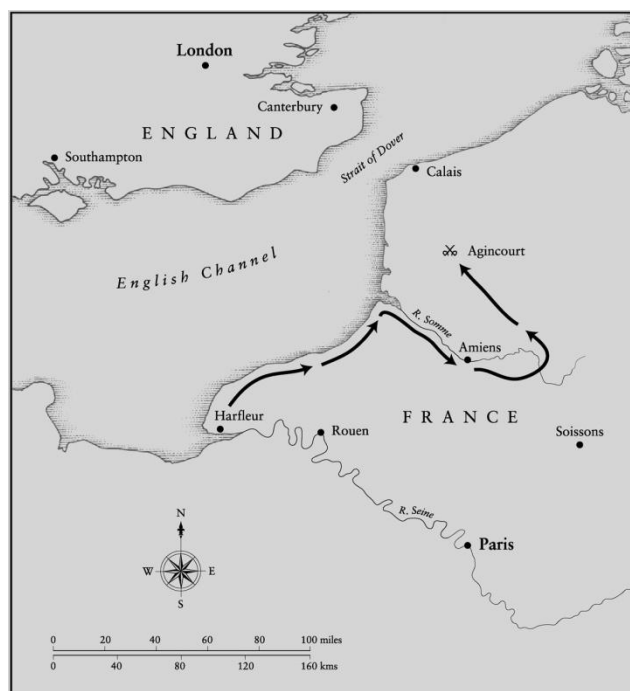 London
Canterbury
ENGLAND
Southampton
Strait of Dover
Calais
English Channel
Agincourt
R. Somme
Amiens
Harfleur
Rouen
FRANCE
Soissons
R. Seine
Paris
N
W E
S
0 20 40 60 80 100 miles
0 40 80 120 160 kms